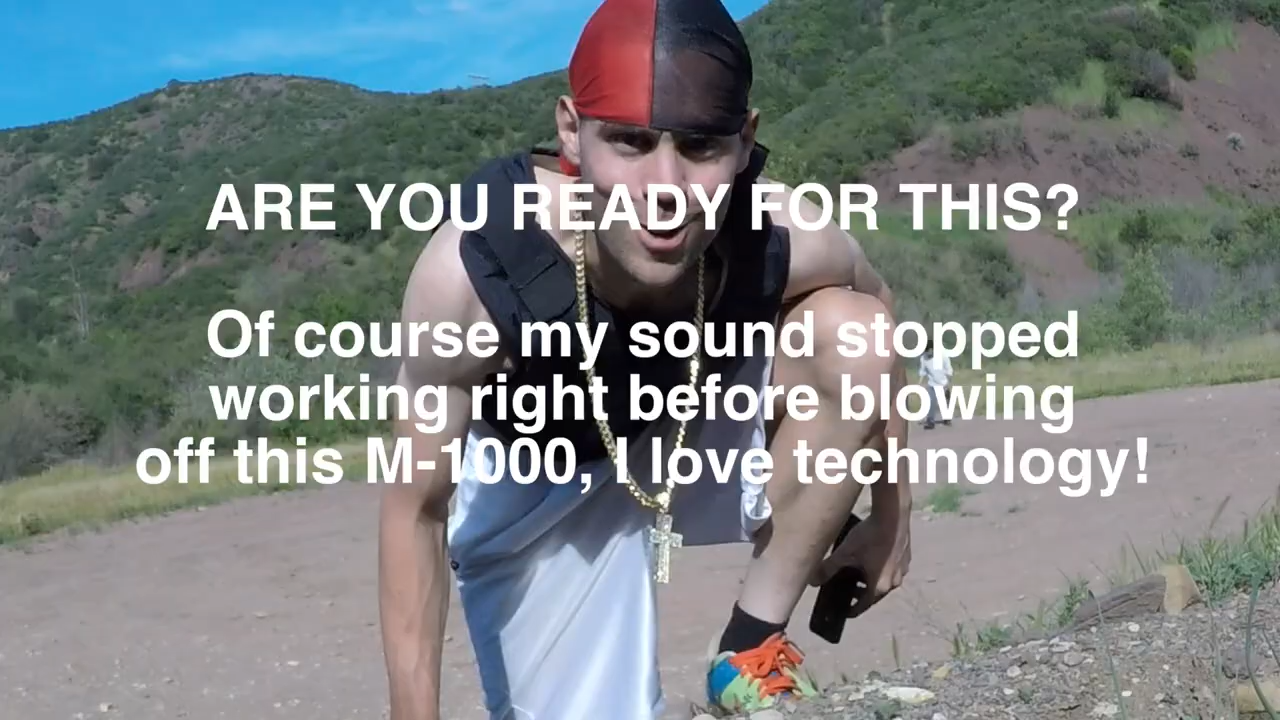 ARE YOU READY FOR THIS?
Of course my sound stopped
working right before blowing
off this M-1000, I love technology!